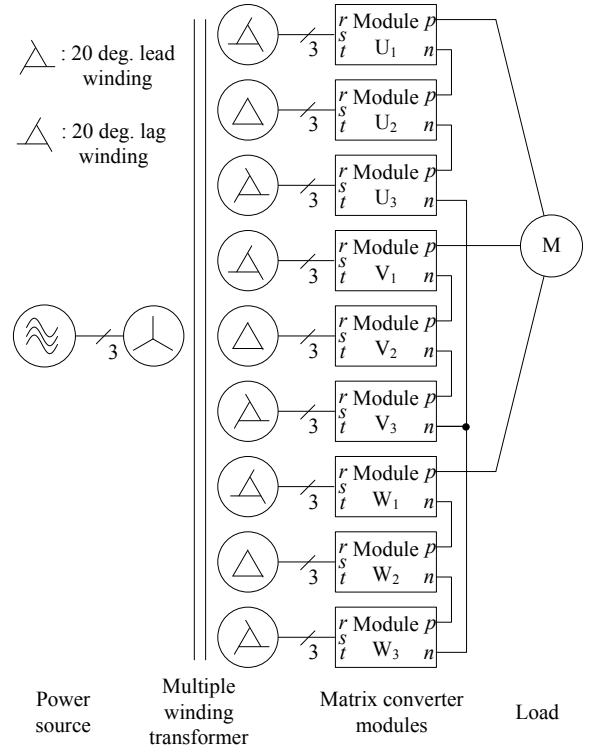 : 20 deg. lead
winding
: 20 deg. lag
winding
3
M
r
s
t
Module
U1
p
n
3
r
s
t
Module
U2
p
n
3
r
s
t
Module
U3
p
n
3
r
s
t
Module
V1
p
n
3
r
s
t
Module
V2
p
n
3
r
s
t
Module
V3
p
n
3
r
s
t
Module
W1
p
n
3
r
s
t
Module
W2
p
n
3
r
s
t
Module
W3
p
n
3
Power
source
Multiple
winding
transformer
Matrix converter
modules
Load